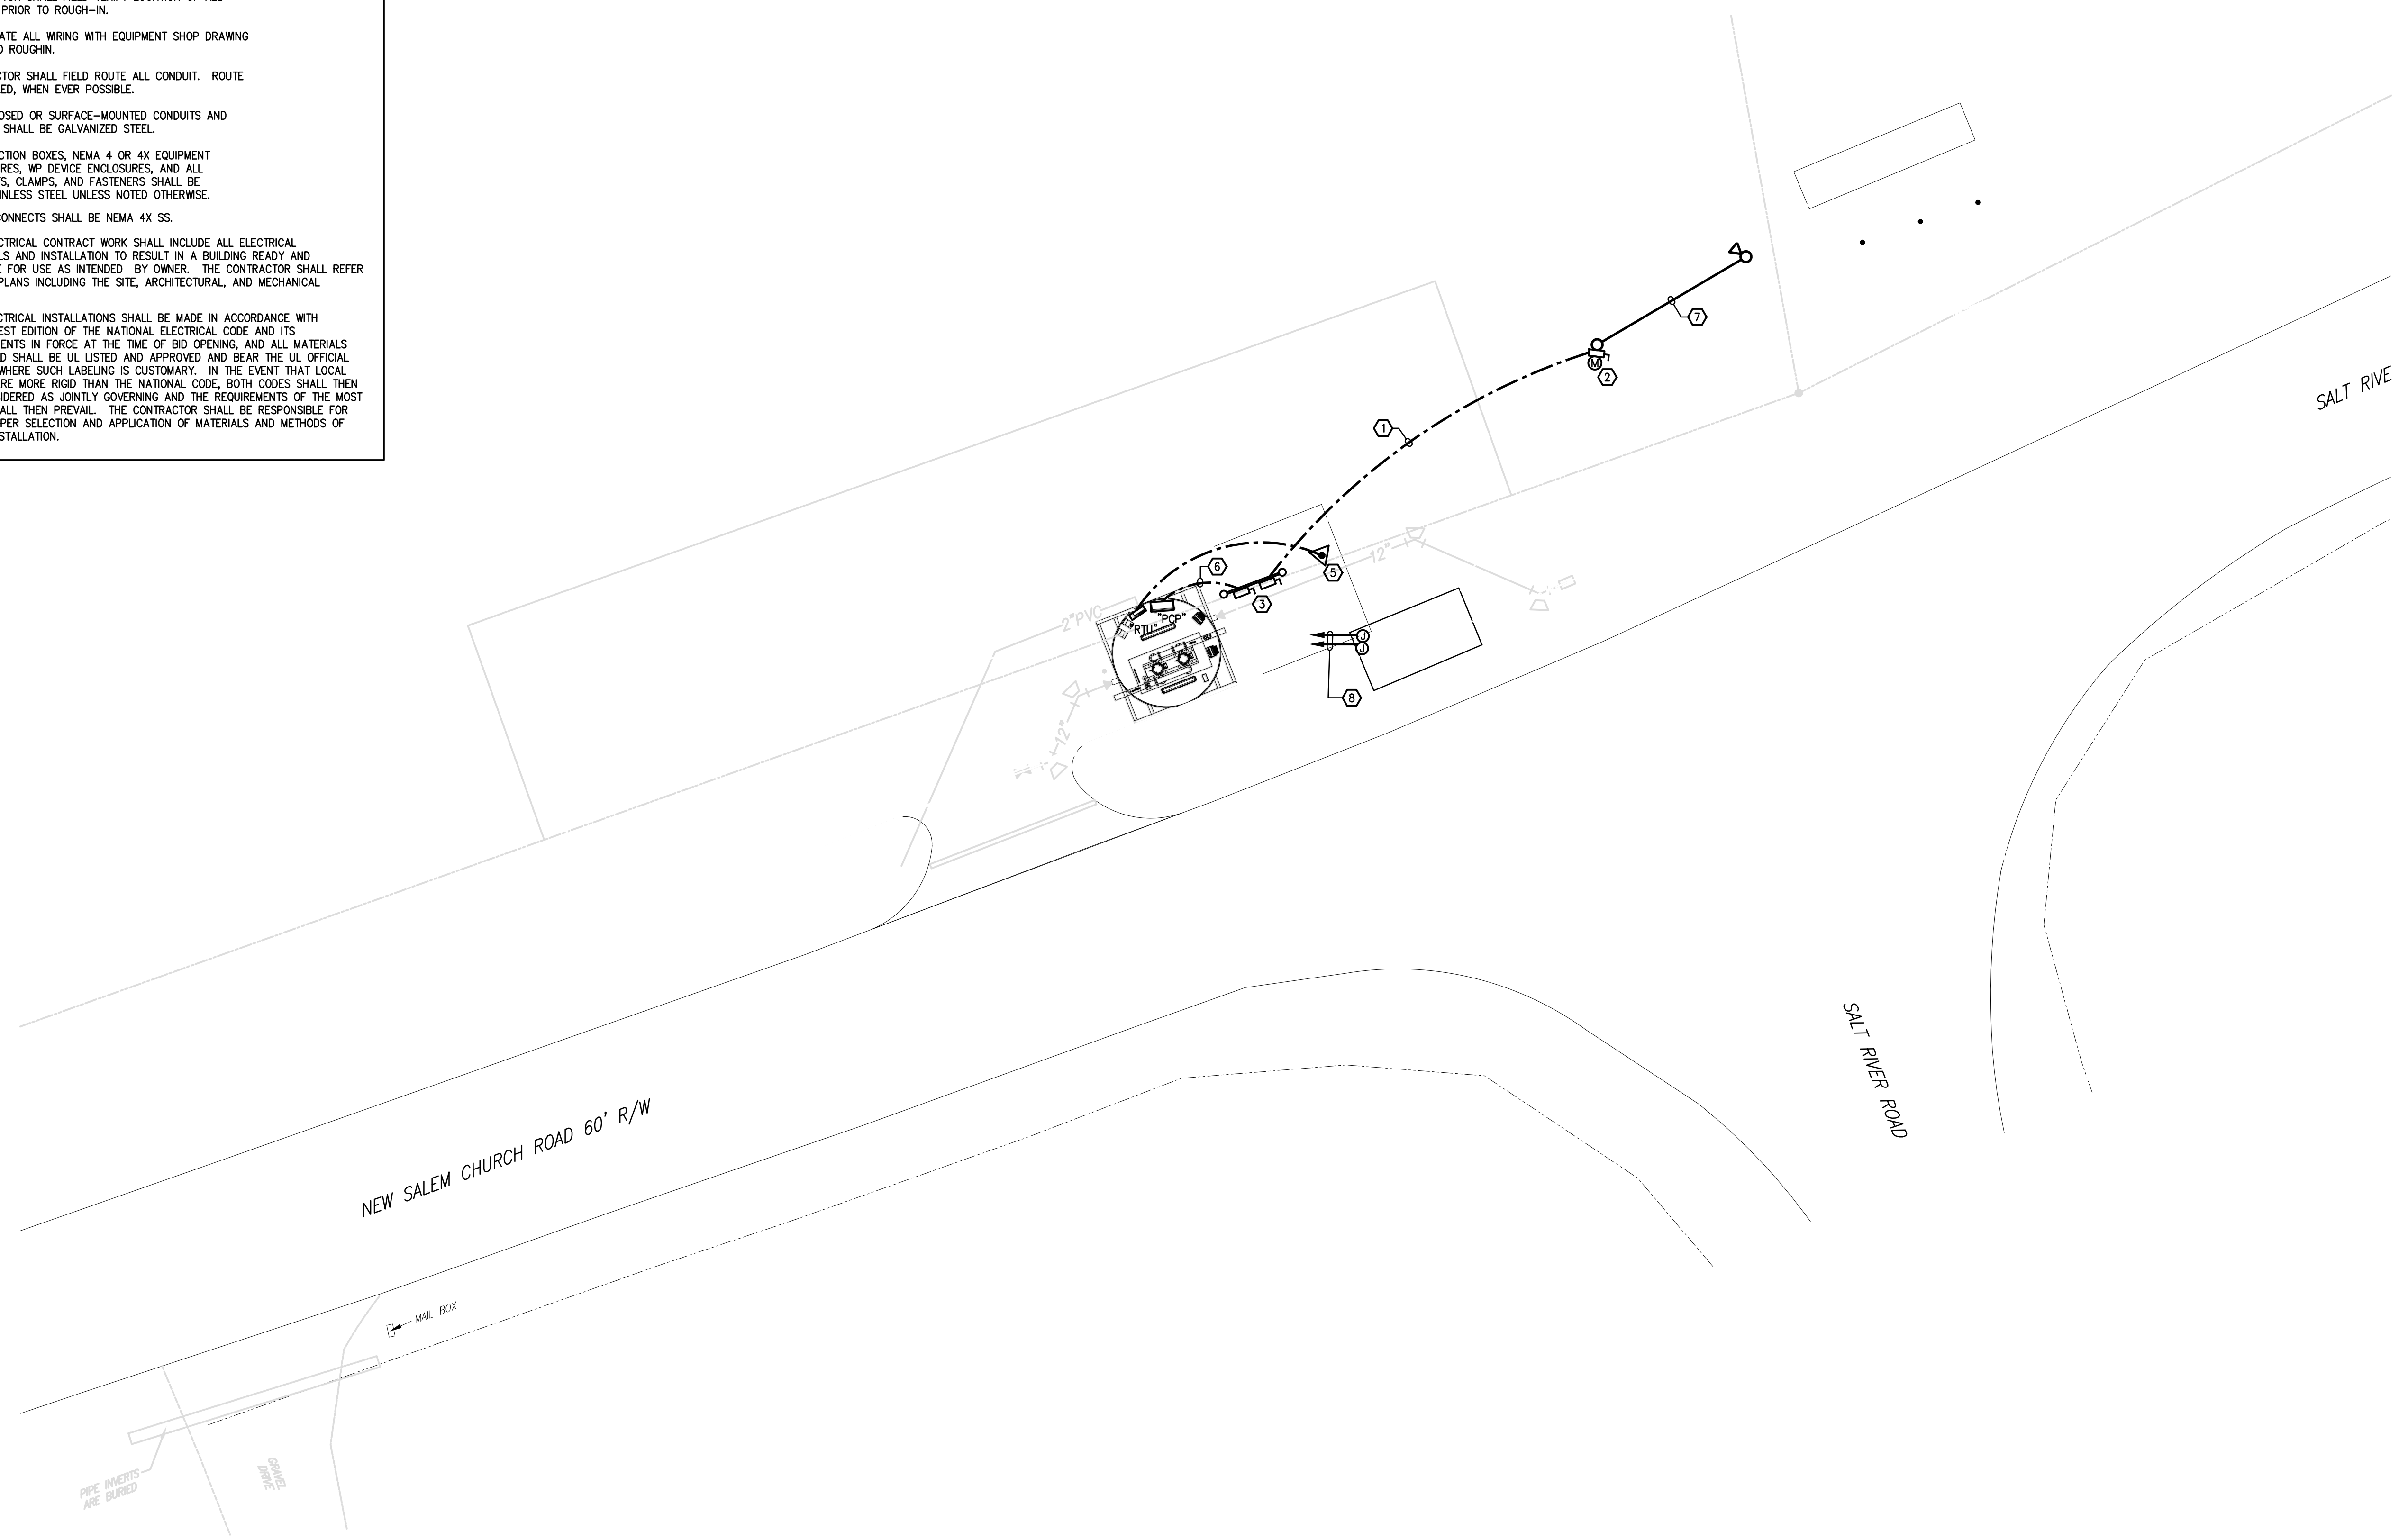 PRIOR TO ROUGH-IN.
ATE ALL WIRING WITH EQUIPMENT SHOP DRAWING
ROUGHIN.
CTOR SHALL FIELD ROUTE ALL CONDUIT. ROUTE
ED, WHEN EVER POSSIBLE.
OSED OR SURFACE-MOUNTED CONDUITS AND
SHALL BE GALVANIZED STEEL.
CTION BOXES, NEMA 4 OR 4X EQUIPMENT
RES, WP DEVICE ENCLOSURES, AND ALL
S, CLAMPS, AND FASTENERS SHALL BE
INLESS STEEL UNLESS NOTED OTHERWISE.
CONNECTS SHALL BE NEMA 4X SS.
CTRICAL CONTRACT WORK SHALL INCLUDE ALL ELECTRICAL
LS AND INSTALLATION TO RESULT IN A BUILDING READY AND
E FOR USE AS INTENDED BY OWNER. THE CONTRACTOR SHALL REFER
PLANS INCLUDING THE SITE, ARCHITECTURAL, AND MECHANICAL
CTRICAL INSTALLATIONS SHALL BE MADE IN ACCORDANCE WITH
EST EDITION OF THE NATIONAL ELECTRICAL CODE AND ITS
ENTS IN FORCE AT THE TIME OF BID OPENING, AND ALL MATERIALS
D SHALL BE UL LISTED AND APPROVED AND BEAR THE UL OFFICIAL
WHERE SUCH LABELING IS CUSTOMARY. IN THE EVENT THAT LOCAL
ARE MORE RIGID THAN THE NATIONAL CODE, BOTH CODES SHALL THEN
SIDERED AS JOINTLY GOVERNING AND THE REQUIREMENTS OF THE MOST
ALL THEN PREVAIL. THE CONTRACTOR SHALL BE RESPONSIBLE FOR
PER SELECTION AND APPLICATION OF MATERIALS AND METHODS OF
STALLATION.
7
M
2
SALT RIVE
1
12"
5
6
3
2"PVC
"RTU"
"PCP"
J
J
8
12"
SALT RIVER ROAD
NEW SALEM CHURCH ROAD 60' R/W
MAIL BOX
GRAVEL
DRIVE
PIPE INVERTS
ARE BURIED